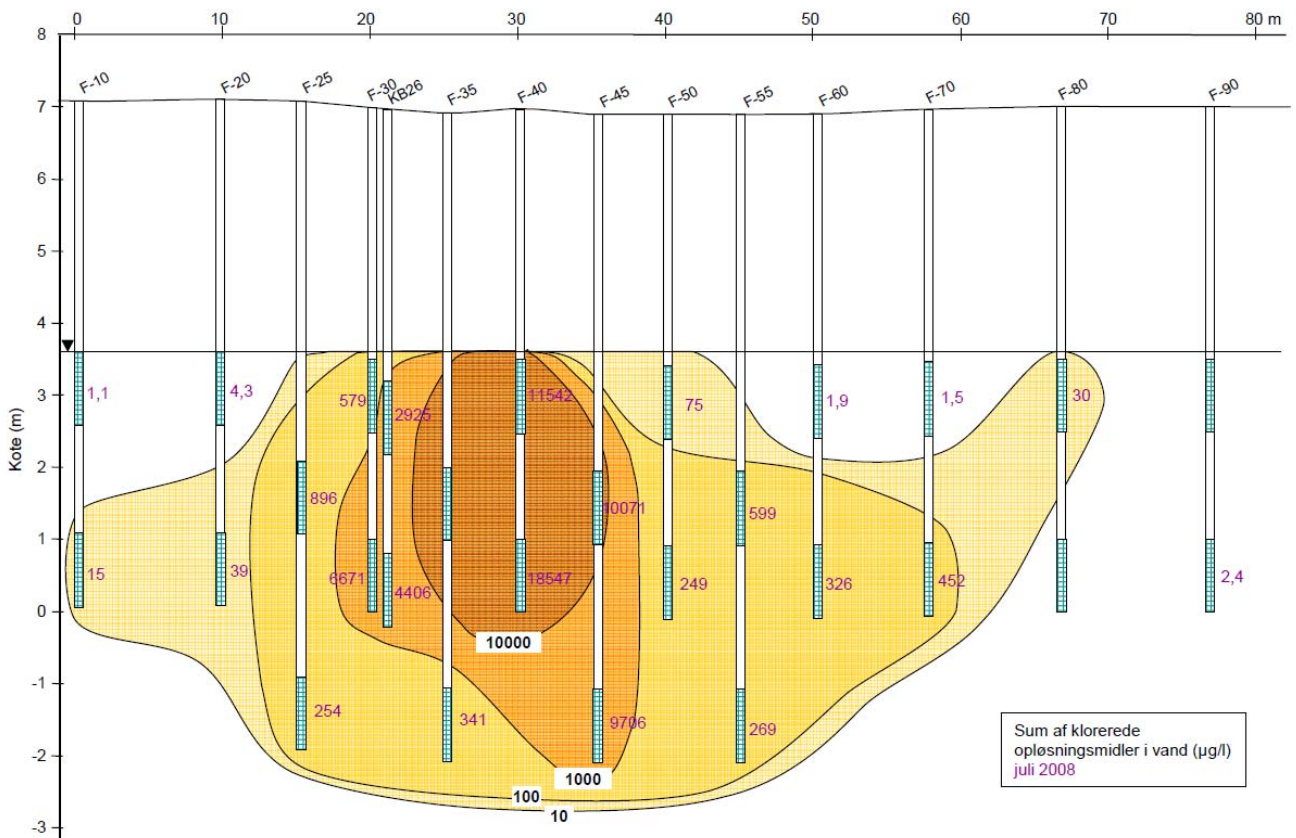 0 10 20 30 40 50 60 70 80 m
8
F-10 F-20 F-25 F-30 KB26 F-35 F-40 F-45 F-50 F-55 F-60 F-70 F-80 F-90
7
6
5
4
3
1,1 4,3 579 2925 11542 75 1,9 1,5 30
Kote (m)
2
896 10071 599
1
15 39 6671 4406 18547 249 326 452 2,4
0
10000
-1
254 341 9706 269
Sum af klorerede
opløsningsmidler i vand (µg/l)
juli 2008
-2
1000
100
10
-3